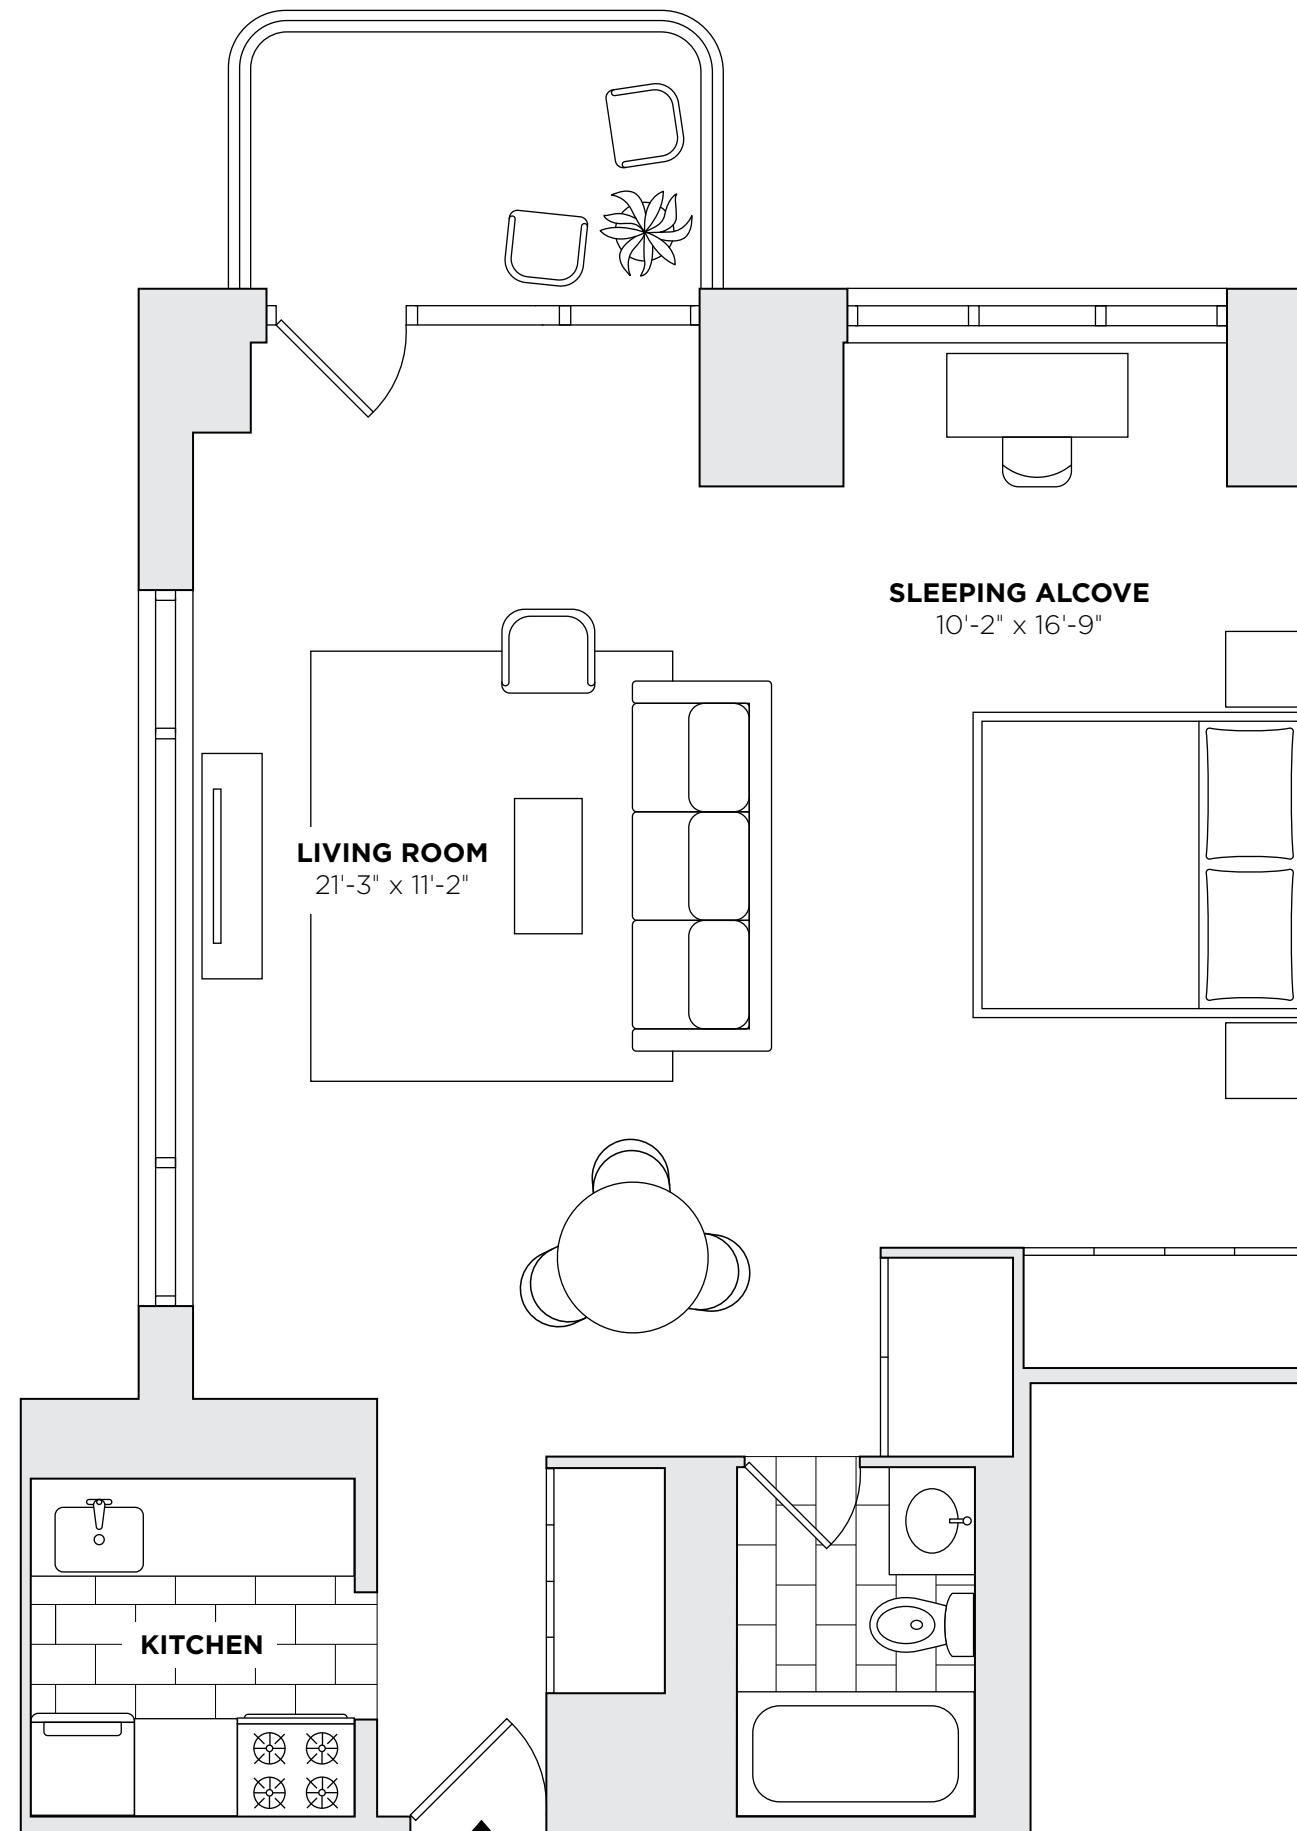 SLEEPING ALCOVE
10'-2" x 16'-9"
LIVING ROOM
21'-3" x 11'-2"
KITCHEN